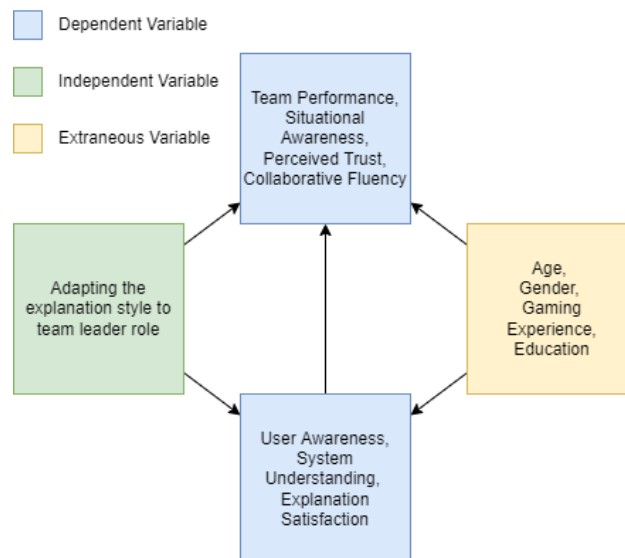 Dependent Variable
Independent Variable
Extraneous Variable
Team Performance,
Situational
Awareness,
Perceived Trust,
Collaborative Fluency
Adapting the
explanation style to
team leader role
Age,
Gender,
Gaming
Experience,
Education
User Awareness,
System
Understanding,
Explanation
Satisfaction